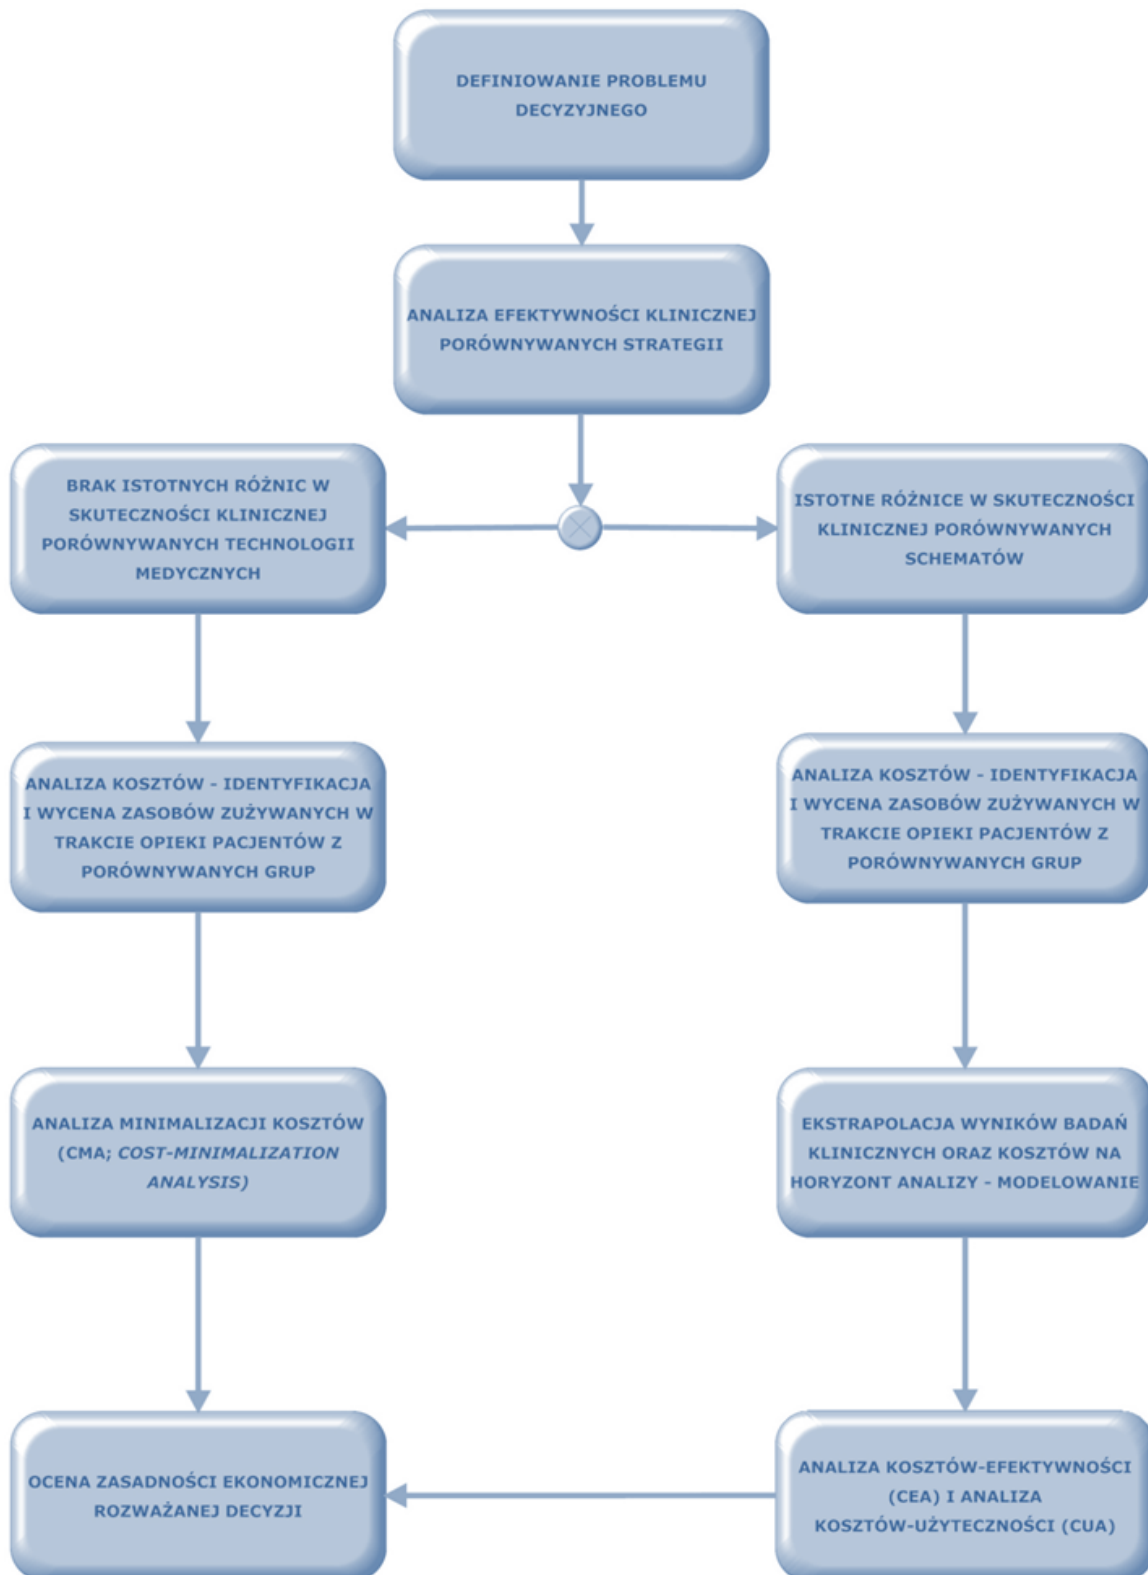 DEFINIOWANIE PROBLEMU
DECYZYJNEGO
ANALIZA EFEKTYWNOŚCI KLINICZNEJ
PORÓWNYWANYCH STRATEGII
BRAK ISTOTNYCH RÓŻNIC W
SKUTECZNOŚCI KLINICZNEJ
PORÓWNYWANYCH TECHNOLOGII
MEDYCZNYCH
ISTOTNE RÓŻNICE W SKUTECZNOŚCI
KLINICZNEJ PORÓWNYWANYCH
SCHEMATÓW
ANALIZA KOSZTÓW - IDENTYFIKACJA
I WYCENA ZASOBÓW ZUŻYWANYCH W
TRAKCIE OPIEKI PACJENTÓW Z
PORÓWNYWANYCH GRUP
ANALIZA KOSZTÓW - IDENTYFIKACJA
I WYCENA ZASOBÓW ZUŻYWANYCH W
TRAKCIE OPIEKI PACJENTÓW Z
PORÓWNYWANYCH GRUP
ANALIZA MINIMALIZACJI KOSZTÓW
(CMA; COST-MINIMALIZATION
ANALYSIS)
EKSTRAPOLACJA WYNIKÓW BADAŃ
KLINICZNYCH ORAZ KOSZTÓW NA
HORYZONT ANALIZY - MODELOWANIE
OCENA ZASADNOŚCI EKONOMICZNEJ
ROZWAŻANEJ DECYZJI
ANALIZA KOSZTÓW-EFEKTYWNOŚCI
(CEA) I ANALIZA
KOSZTÓW-UŻYTECZNOŚCI (CUA)